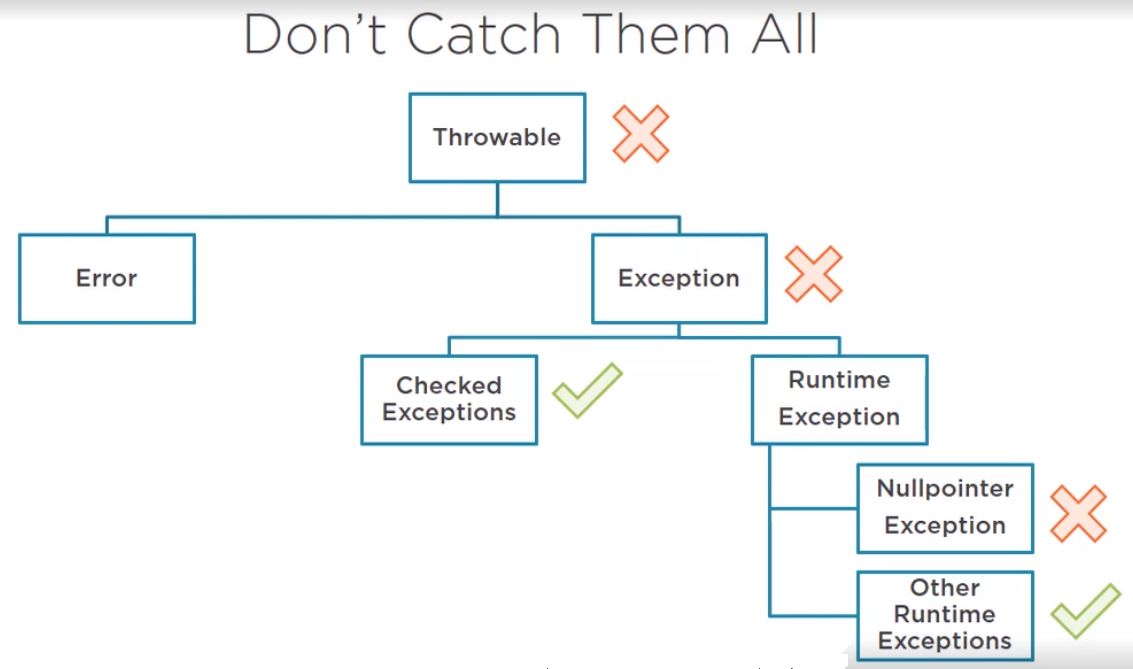 Don't Catch Them All
Throwable
Error
Exception
Checked
Exceptions
Runtime
Exception
Nullpointer
Exception
Other
Runtime
Exceptions